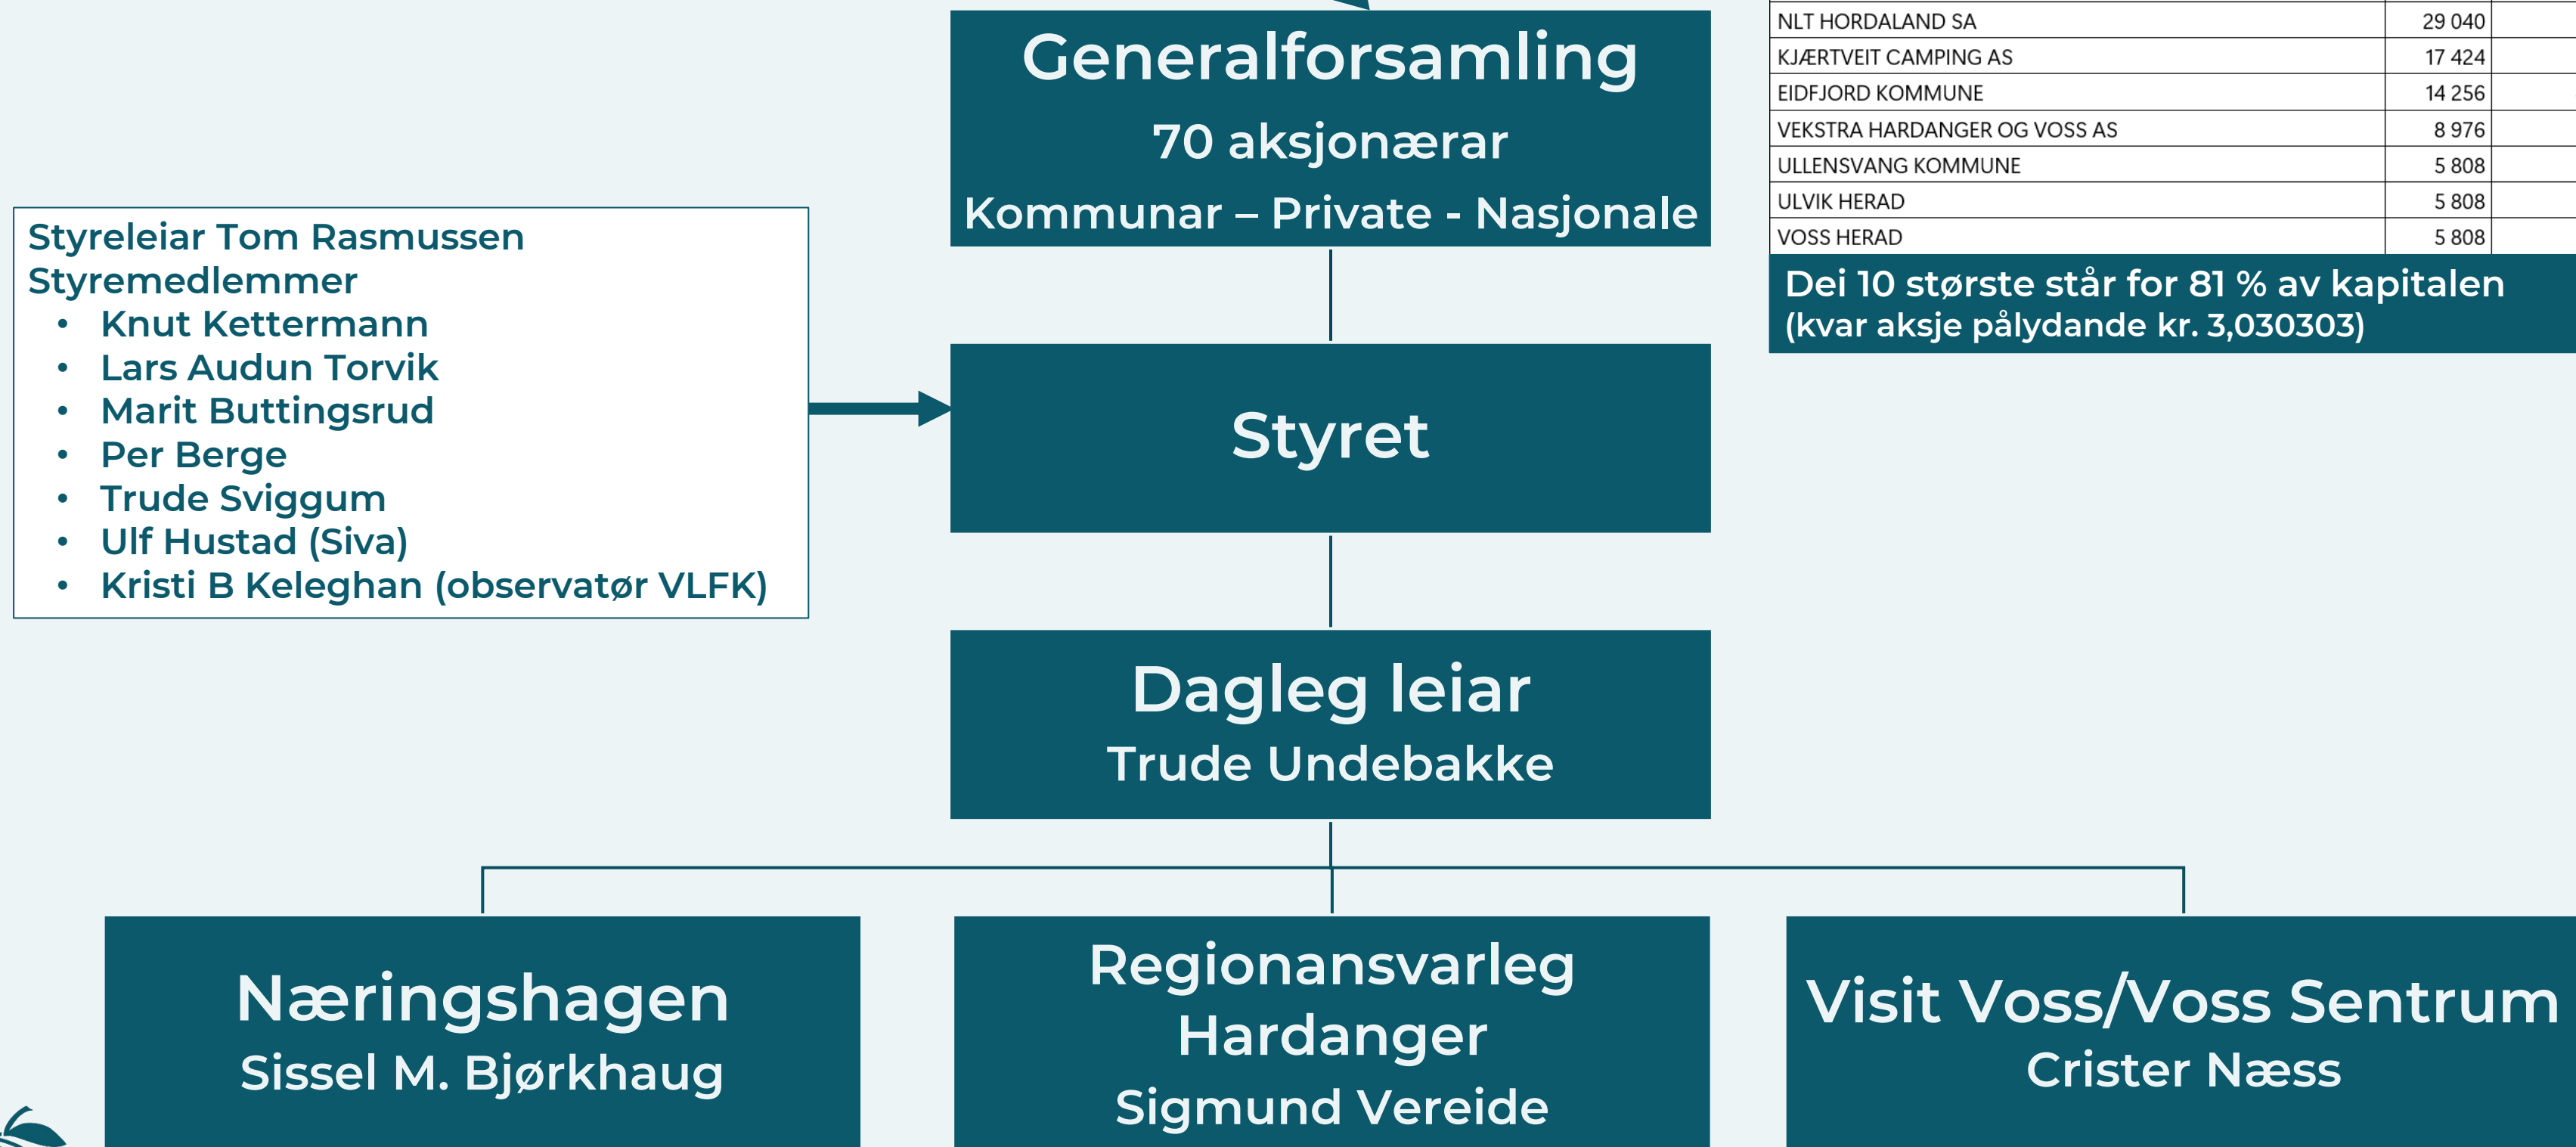 Generalforsamling
70 aksjonærar
Kommunar – Private - Nasjonale
NLT HORDALAND SA 29 040
KJÆRTVEIT CAMPING AS 17 424
EIDFJORD KOMMUNE 14 256
VEKSTRA HARDANGER OG VOSS AS 8 976
ULLENSVANG KOMMUNE 5 808
ULVIK HERAD 5 808
VOSS HERAD 5 808
Dei 10 største står for 81 % av kapitalen
(kvar aksje pålydande kr. 3,030303)
Styreleiar Tom Rasmussen
Styremedlemmer
• Knut Kettermann
• Lars Audun Torvik
• Marit Buttingsrud
• Per Berge
• Trude Sviggum
• Ulf Hustad (Siva)
• Kristi B Keleghan (observatør VLFK)
Styret
Dagleg leiar
Trude Undebakke
Næringshagen
Sissel M. Bjørkhaug
Regionansvarleg
Hardanger
Sigmund Vereide
Visit Voss/Voss Sentrum
Crister Næss